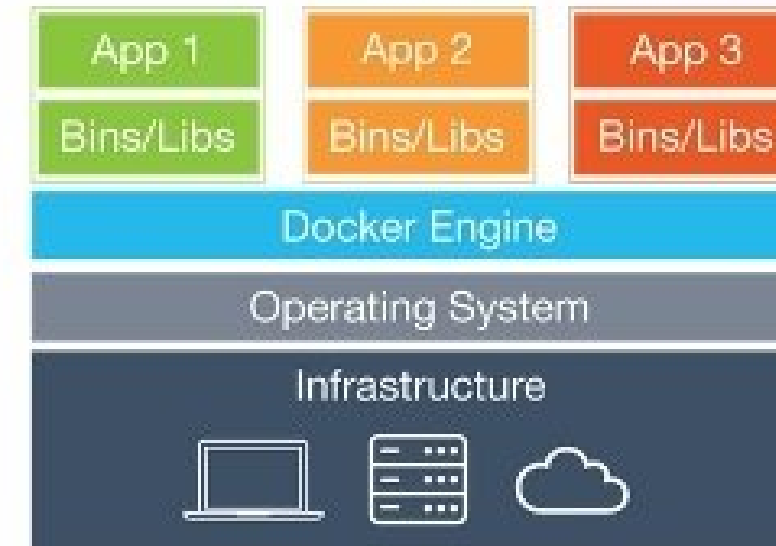 App 1 App 2 App 3
Bins/Libs Bins/Libs Bins/Libs
Docker Engine
Operating System
Infrastructure